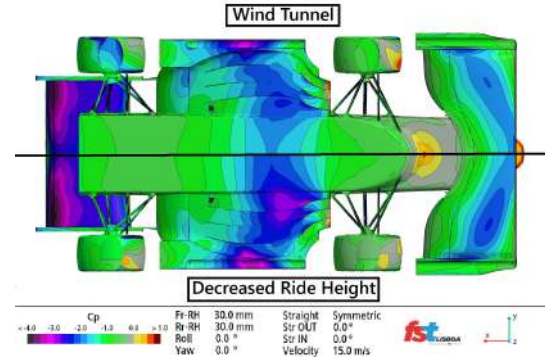 Wind Tunnel
Decreased Ride Height
Cp
<-4.0 -3.0 -2.0 -1.0 0.0 > 1.0
Fr-RH 30.0 mm
Rr-RH 30.0 mm
Roll 0.0 °
Yaw 0.0 °
Straight Symmetric
Str OUT 0.0 °
Str IN 0.0 °
Velocity 15.0 m/s
fst LISBOA
y
x z